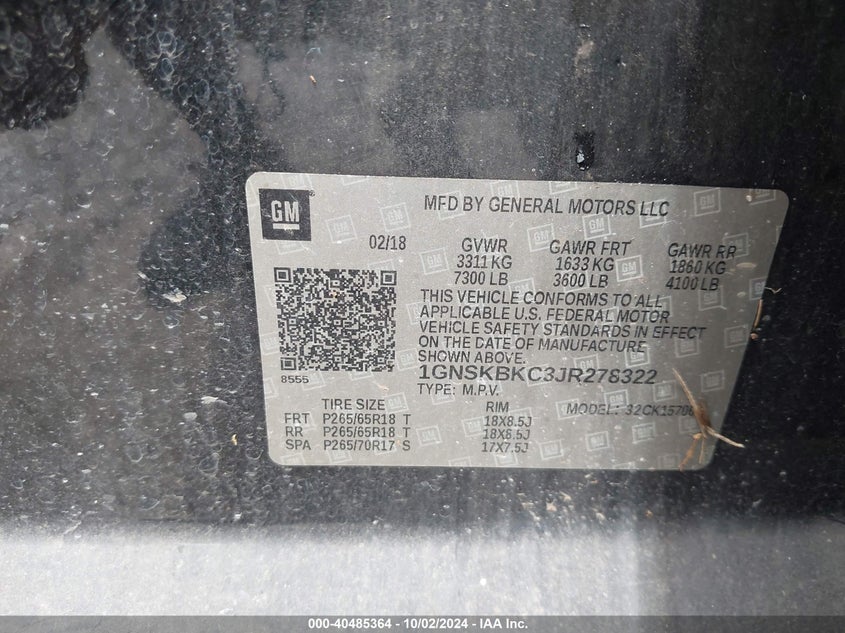 GM
®
MFD BY GENERAL MOTORS LLC
02/18 GVWR GAWR FRT GAWR RR
3311 KG 1633 KG 1860 KG
7300 LB 3600 LB 4100 LB
THIS VEHICLE CONFORMS TO ALL
APPLICABLE U.S. FEDERAL MOTOR
VEHICLE SAFETY STANDARDS IN EFFECT
ON THE DATE OF MANUFACTURE
SHOWN ABOVE.
8555
1GNSKBKC3JR278322
TYPE: M.P.V. MODEL:
TIRE SIZE RIM
FRT P265/65R18 T 18X8.5J
RR P265/65R18 T 18X8.5J
SPA P265/70R17 S 17X7.5J
000-40485364 - 10/02/2024 - IAA Inc.